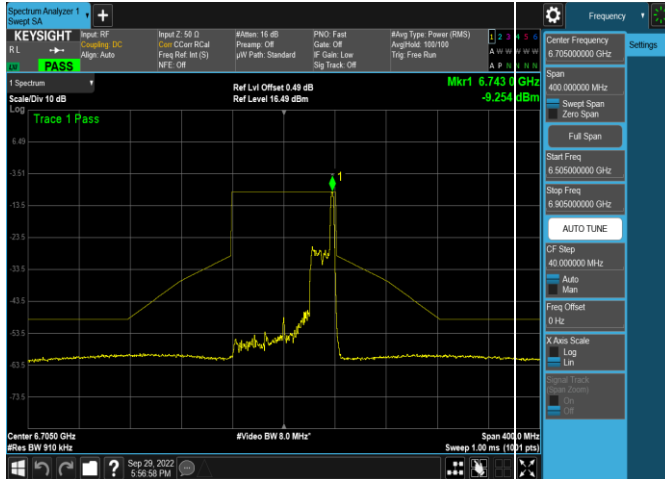 Spectrum Analyzer 1
Swept SA
KEYSIGHT
RL
PASS
Input: RF
Coupling: DC
Align: Auto
Input Z: 50 Ω
Corr CCorr RCal
Freq Ref: Int (S)
NFE: Off
#Atten: 16 dB
Preamp: Off
µW Path: Standard
PNO: Fast
Gate: Off
IF Gain: Low
Sig Track: Off
#Avg Type: Power (RMS)
Avg|Hold: 100/100
Trig: Free Run
1 2 3 4 5 6
A W W W W W
A P N N N N
1 Spectrum
Scale/Div 10 dB
Ref Lvl Offset 0.49 dB
Ref Level 16.49 dBm
Mkr1 6.743 0 GHz
-9.254 dBm
Log
Trace 1 Pass
6.49
-3.51
-13.5
-23.5
-33.5
-43.5
-53.5
-63.5
-73.5
1
Center 6.7050 GHz
#Res BW 910 kHz
#Video BW 8.0 MHz*
Span 400.0 MHz
Sweep 1.00 ms (1001 pts)
Sep 29, 2022
5:56:58 PM
Frequency
Settings
Center Frequency
6.705000000 GHz
Span
400.000000 MHz
Swept Span
Zero Span
Full Span
Start Freq
6.505000000 GHz
Stop Freq
6.905000000 GHz
AUTO TUNE
CF Step
40.000000 MHz
Auto
Man
Freq Offset
0 Hz
X Axis Scale
Log
Lin
Signal Track
(Span Zoom)
On
Off